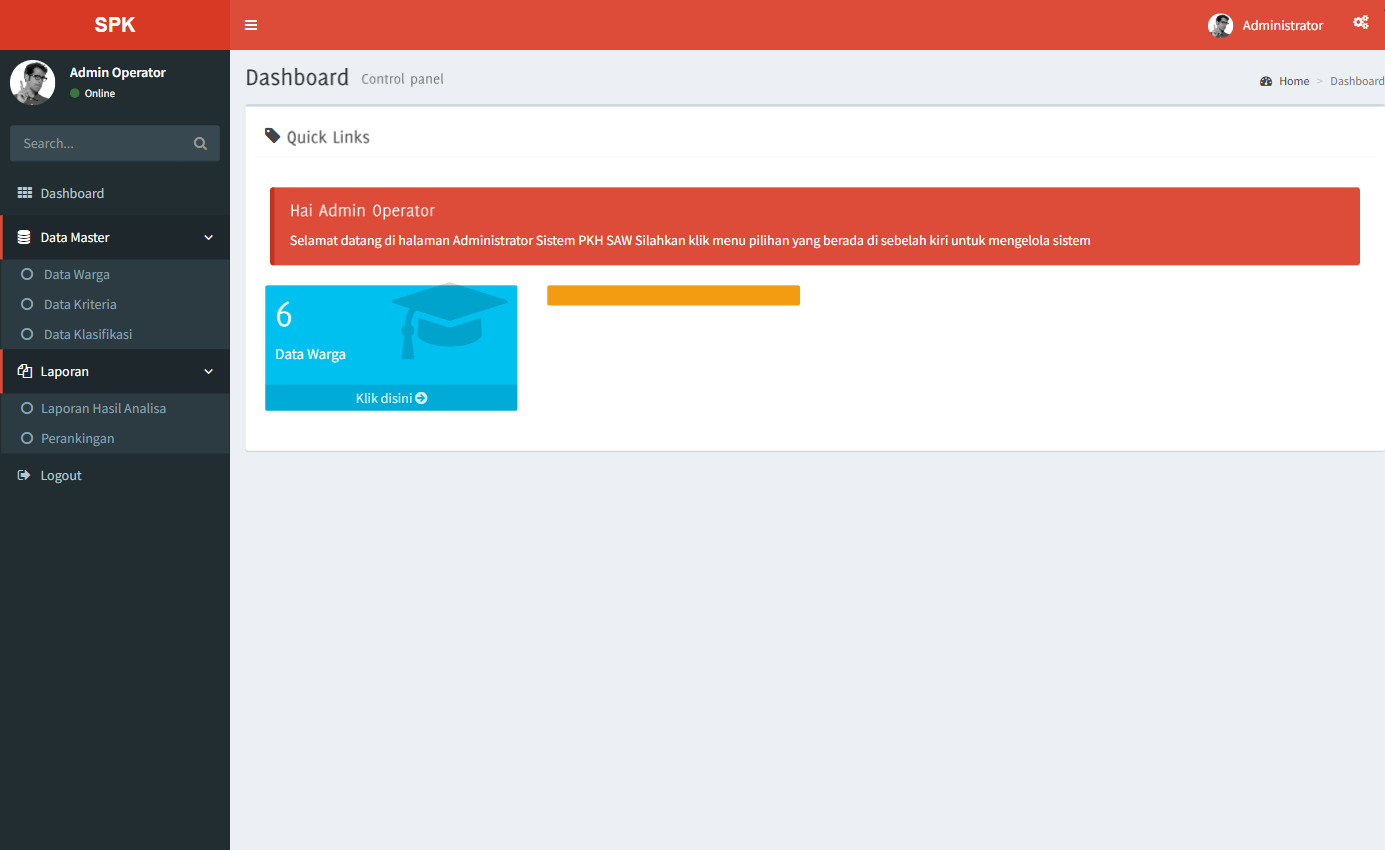 SPK
Administrator
Admin Operator
Online
Search...
Dashboard
Data Master
Data Warga
Data Kriteria
Data Klasifikasi
Laporan
Laporan Hasil Analisa
Perankingan
Logout
Dashboard Control panel
Home > Dashboard
Quick Links
Hai Admin Operator
Selamat datang di halaman Administrator Sistem PKH SAW Silahkan klik menu pilihan yang berada di sebelah kiri untuk mengelola sistem
6
Data Warga
Klik disini